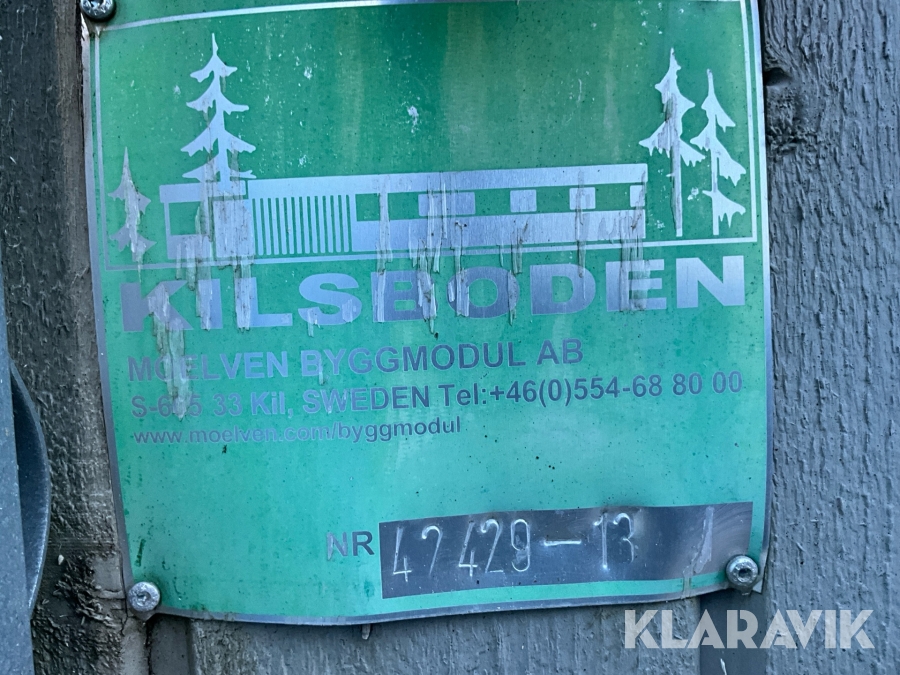 KILSBODEN
MOELVEN BYGGMODUL AB
S-665 33 Kil, SWEDEN Tel:+46(0)554-68 80 00
www.moelven.com/byggmodul
NR 47429-13
KLARAVIK